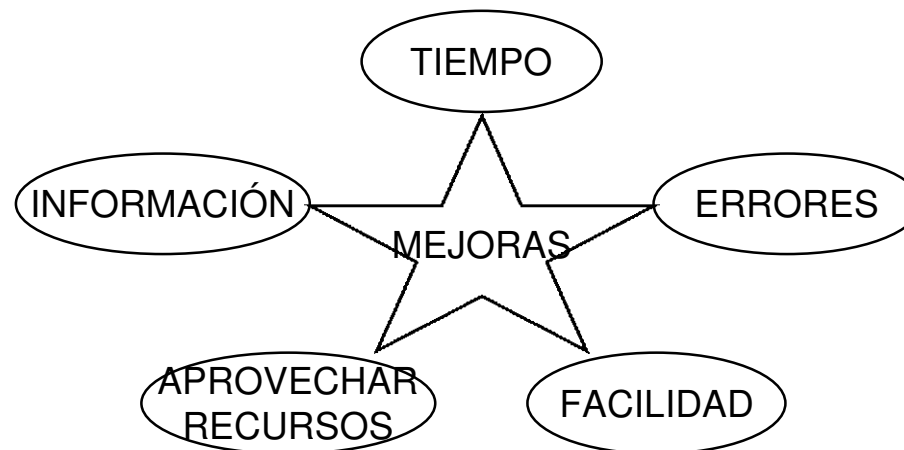 TIEMPO
INFORMACIÓN
ERRORES
MEJORAS
APROVECHAR
RECURSOS
FACILIDAD